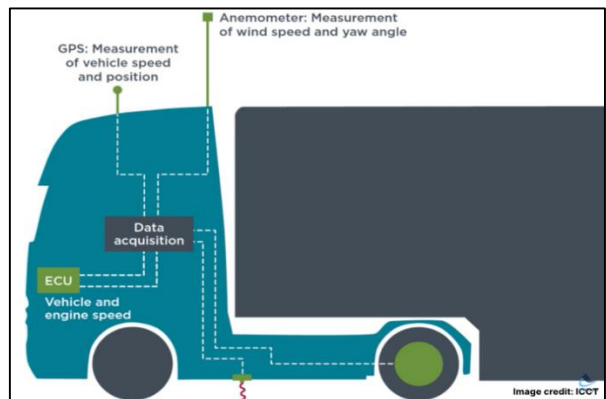 Anemometer: Measurement
of wind speed and yaw angle
GPS: Measurement
of vehicle speed
and position
Data
acquisition
ECU
Vehicle and
engine speed
Image credit: ICCT